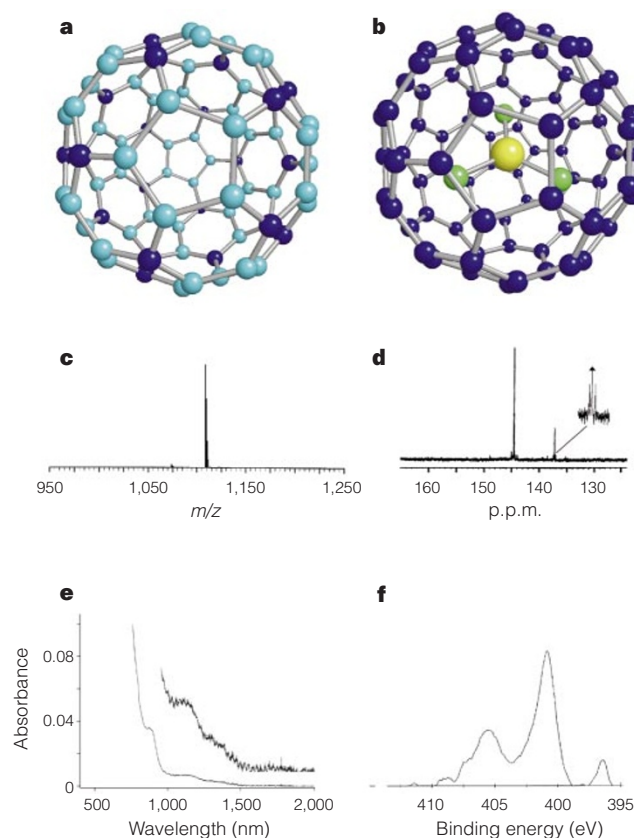 a
b
c
d
950 1,050 1,150 1,250
m/z
160 150 140 130
p.p.m.
e
f
Absorbance
0.08
0.04
0
500 1,000 1,500 2,000
Wavelength (nm)
410 405 400 395
Binding energy (eV)